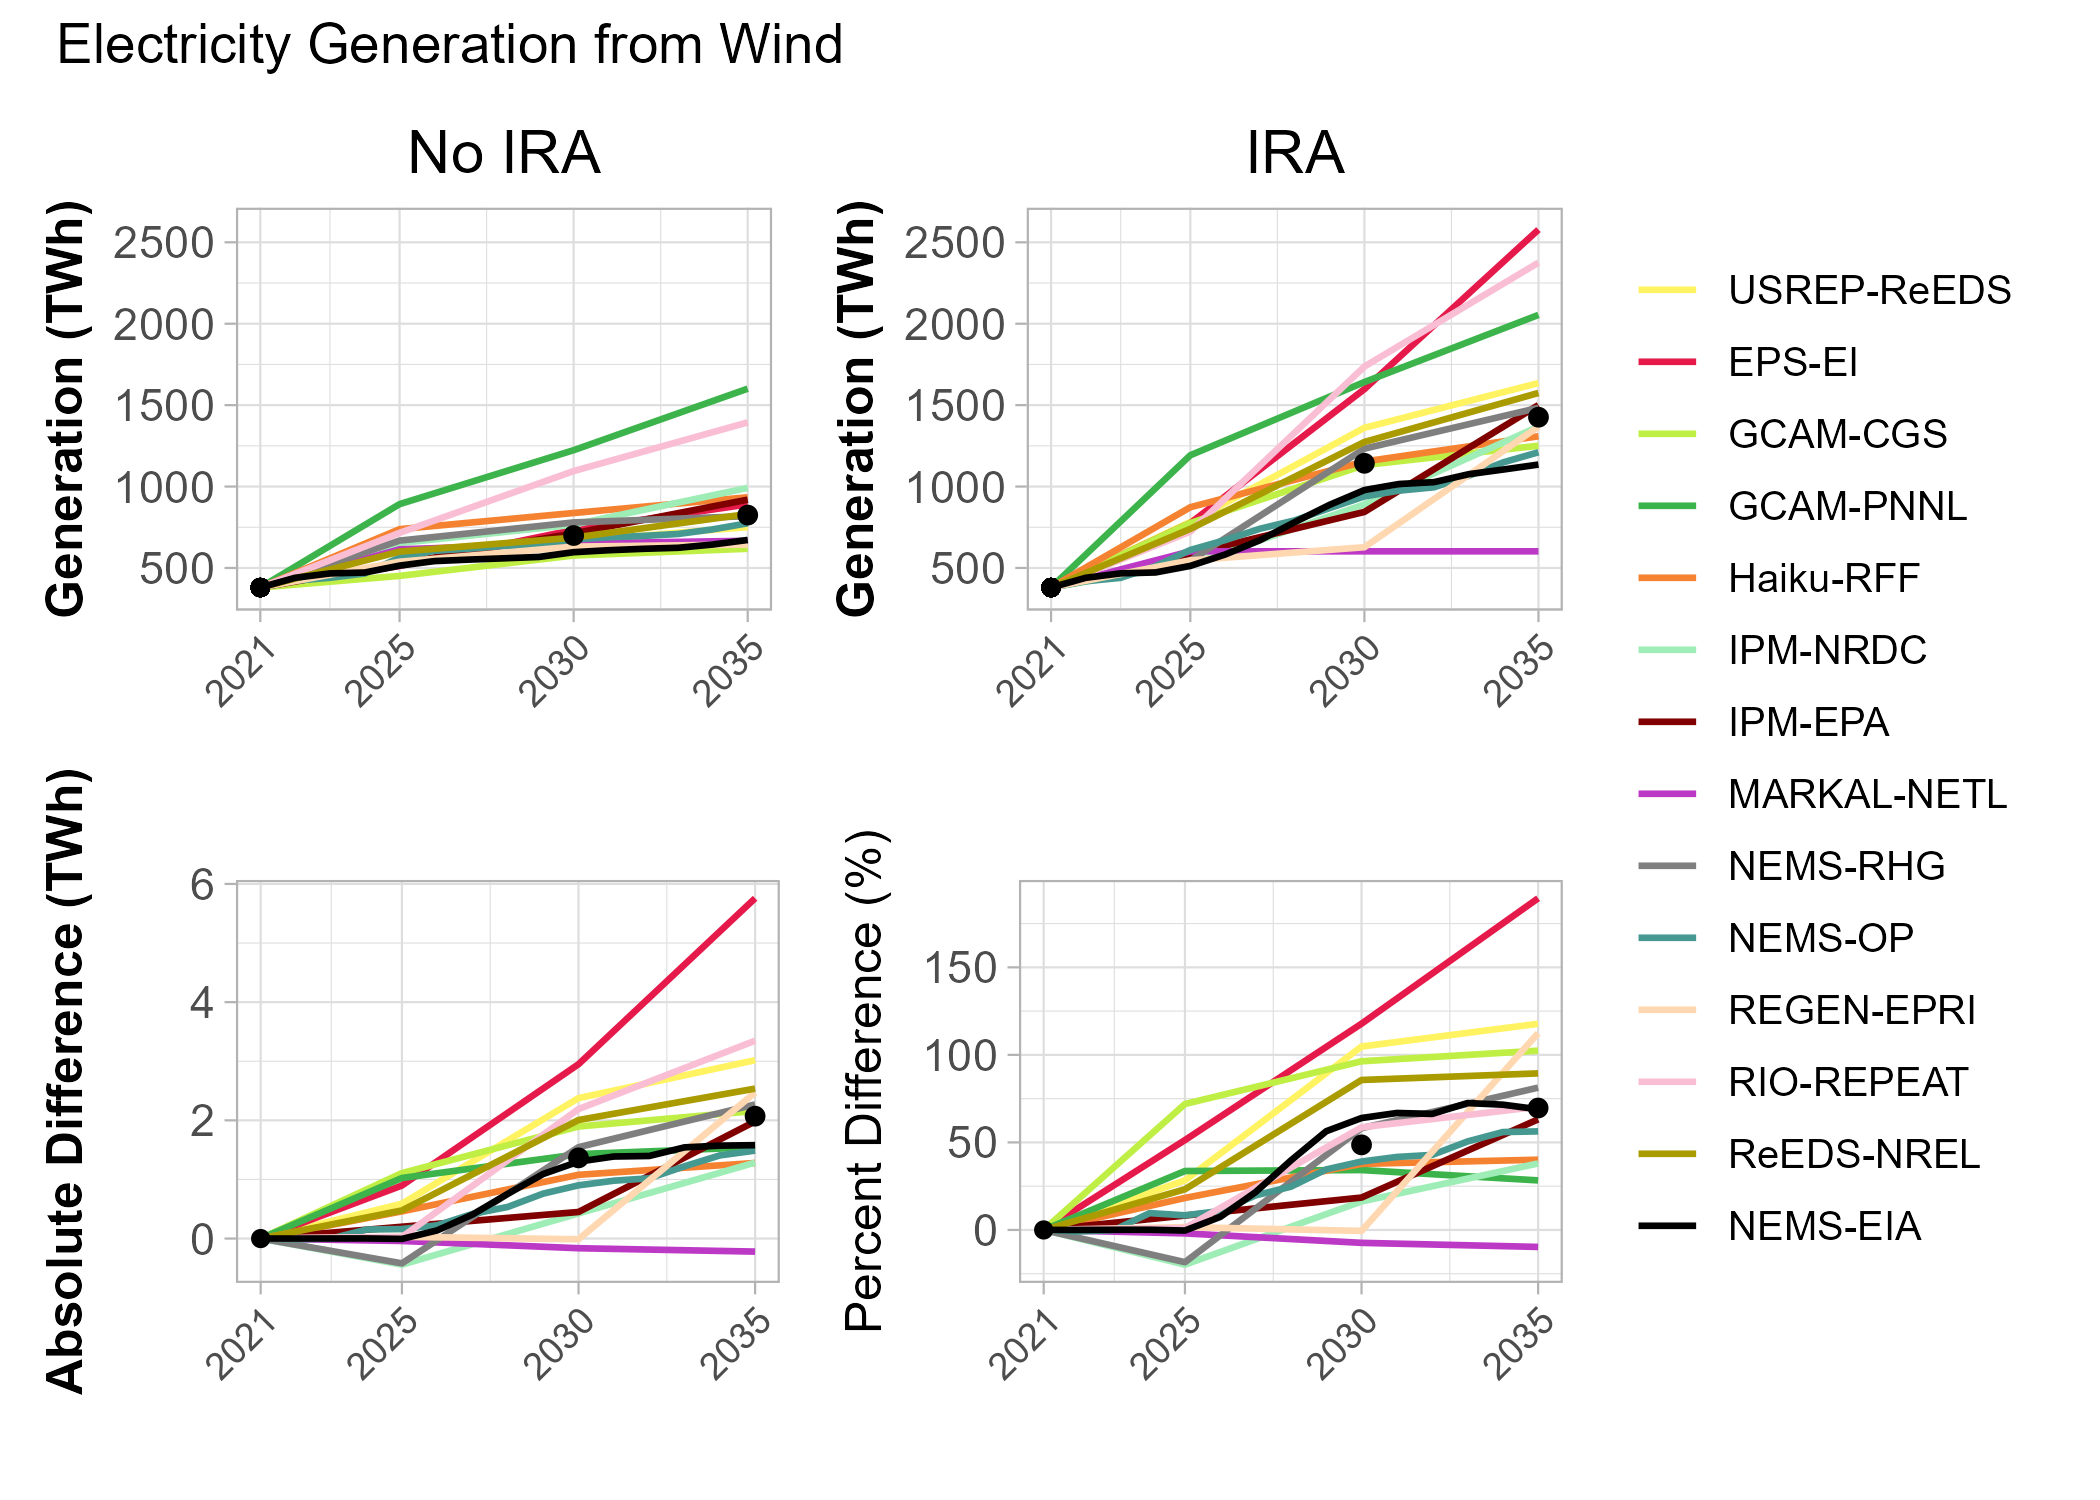 Electricity Generation from Wind
No IRA
IRA
Generation (TWh)
2500
2000
1500
1000
500
2021
2025
2030
2035
Generation (TWh)
2500
2000
1500
1000
500
2021
2025
2030
2035
Absolute Difference (TWh)
6
4
2
0
2021
2025
2030
2035
Percent Difference (%)
150
100
50
0
2021
2025
2030
2035
USREP-ReEDS
EPS-EI
GCAM-CGS
GCAM-PNNL
Haiku-RFF
IPM-NRDC
IPM-EPA
MARKAL-NETL
NEMS-RHG
NEMS-OP
REGEN-EPRI
RIO-REPEAT
ReEDS-NREL
NEMS-EIA